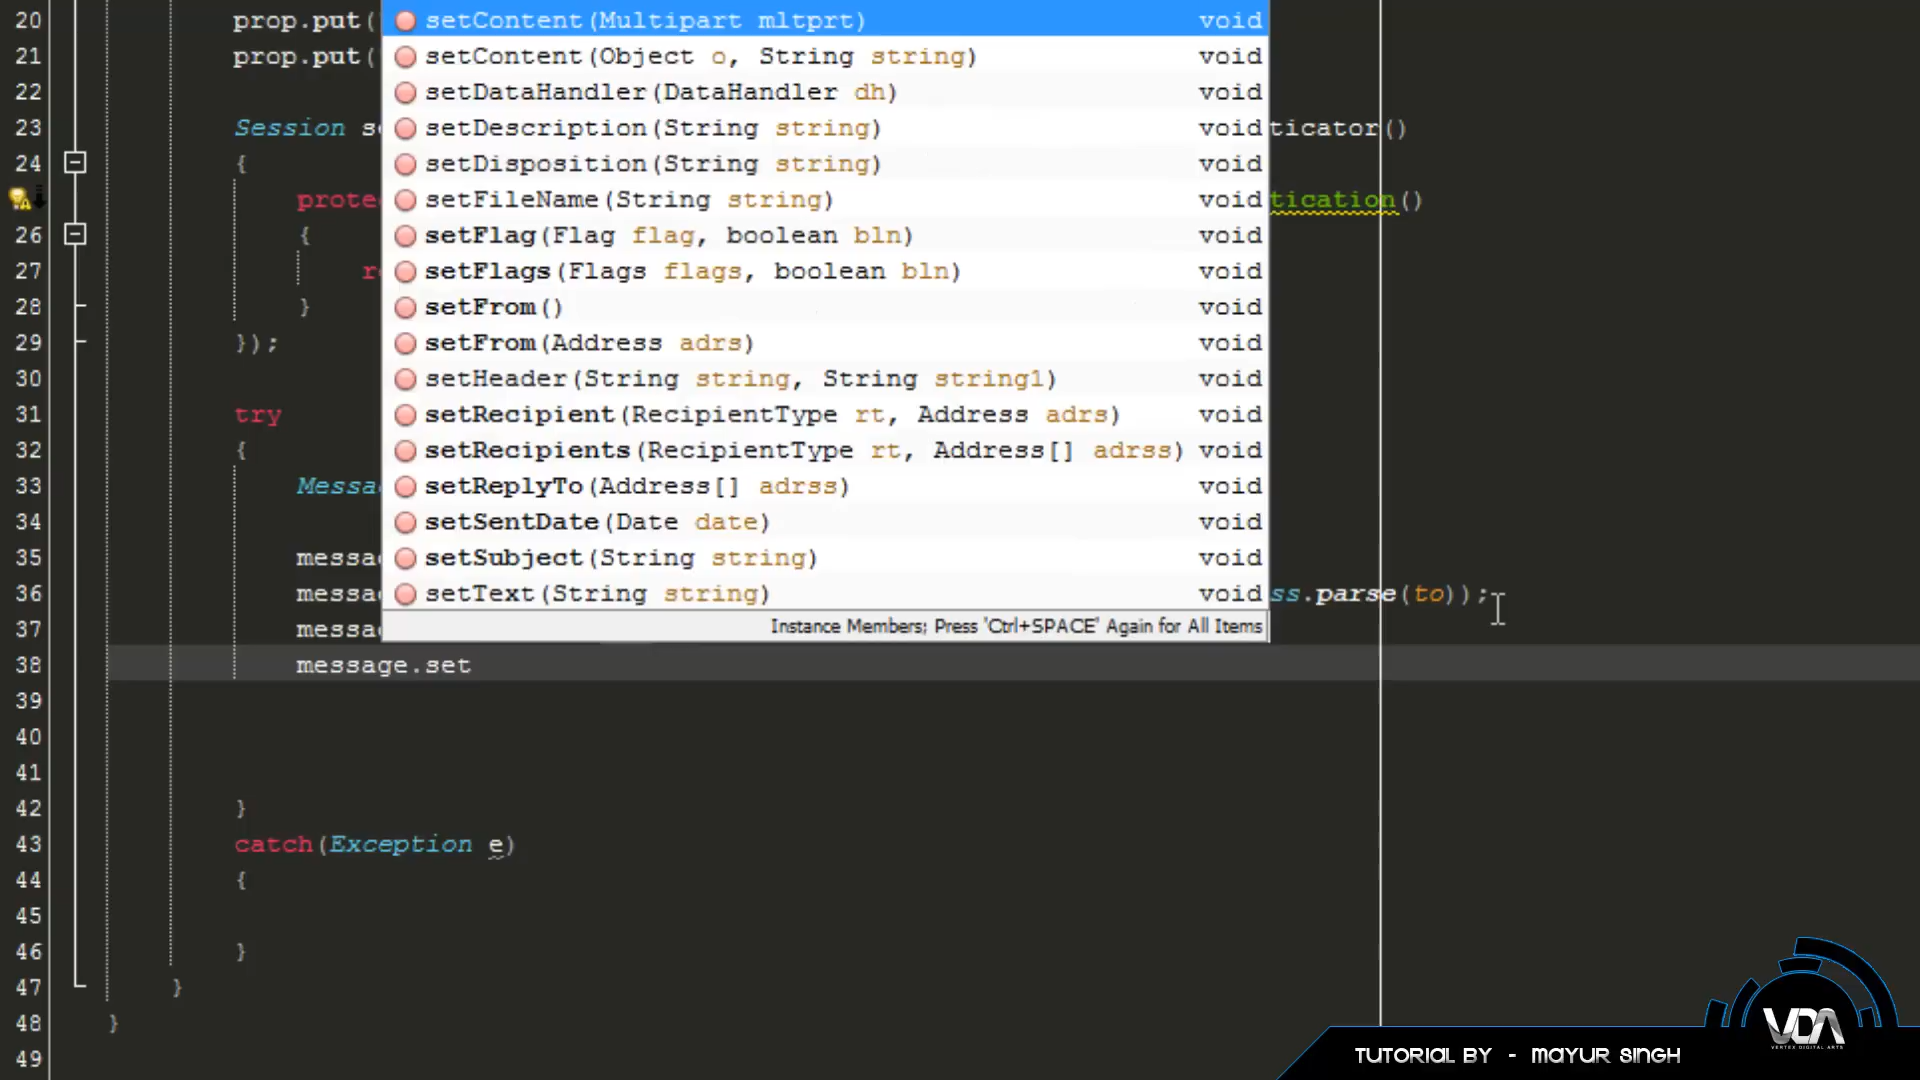 20 prop.put( setContent(Multipart mltprt) void
21 prop.put( setContent(Object o, String string) void
22 setDataHandler(DataHandler dh) void
23 Session s setDescription(String string) void ticator()
24 { setDisposition(String string) void
prote setFileName(String string) void tication()
26 { setFlag(Flag flag, boolean bln) void
27 re setFlags(Flags flags, boolean bln) void
28 } setFrom() void
29 }); setFrom(Address adrs) void
30 setHeader(String string, String string1) void
31 try setRecipient(RecipientType rt, Address adrs) void
32 { setRecipients(RecipientType rt, Address[] adrss) void
33 Messa setReplyTo(Address[] adrss) void
34 setSentDate(Date date) void
35 messa setSubject(String string) void
36 messa setText(String string) void ss.parse(to));
37 messa Instance Members; Press 'Ctrl+SPACE' Again for All Items
38 message.set
39
40
41
42 }
43 catch(Exception e)
44 {
45
46 }
47 }
48 }
49
VDA
VERTEX DIGITAL ARTS
TUTORIAL BY - MAYUR SINGH